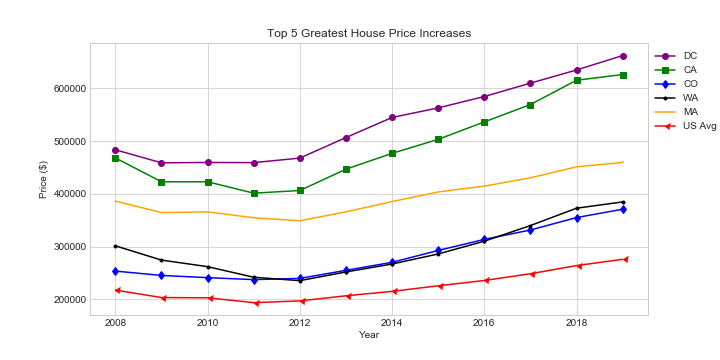 Top 5 Greatest House Price Increases
DC
CA
CO
WA
MA
US Avg
600000
500000
400000
300000
200000
Price ($)
2008
2010
2012
2014
2016
2018
Year